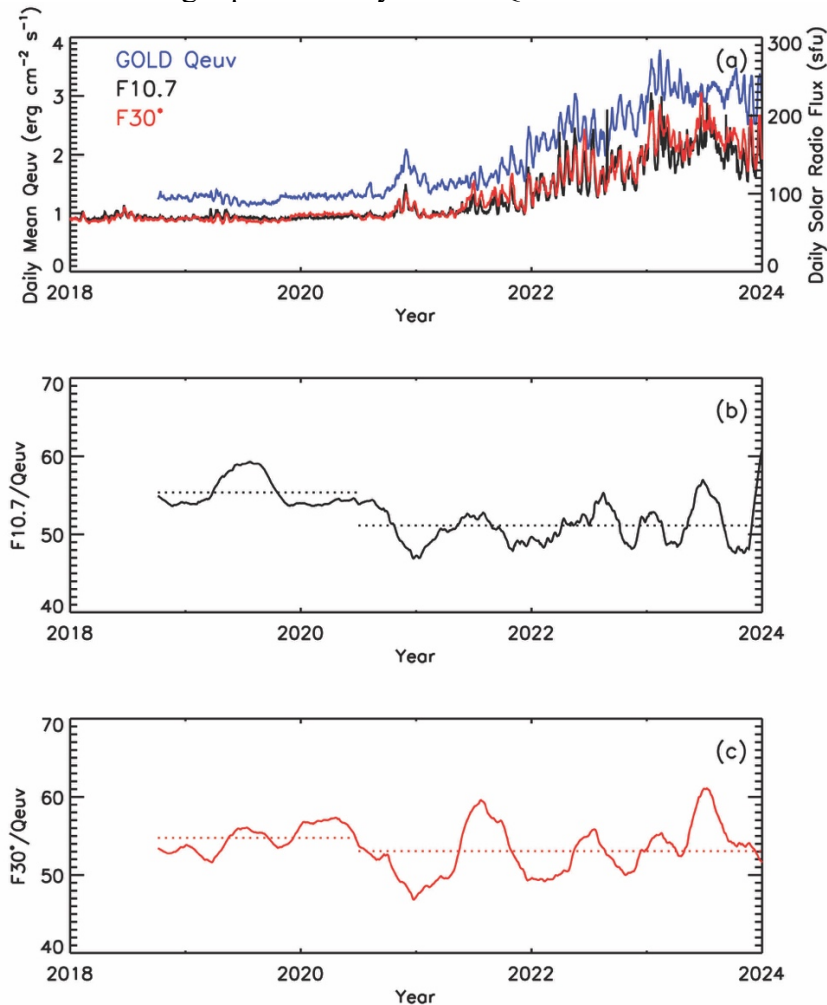 (a)
GOLD Qeuv
F10.7
F30*
Daily Mean Qeuv (erg cm⁻² s⁻¹)
Daily Solar Radio Flux (sfu)
4
3
2
1
0
300
200
100
0
2018
2020
2022
2024
Year
(b)
F10.7/Qeuv
70
60
50
40
2018
2020
2022
2024
Year
(c)
F30*/Qeuv
70
60
50
40
2018
2020
2022
2024
Year